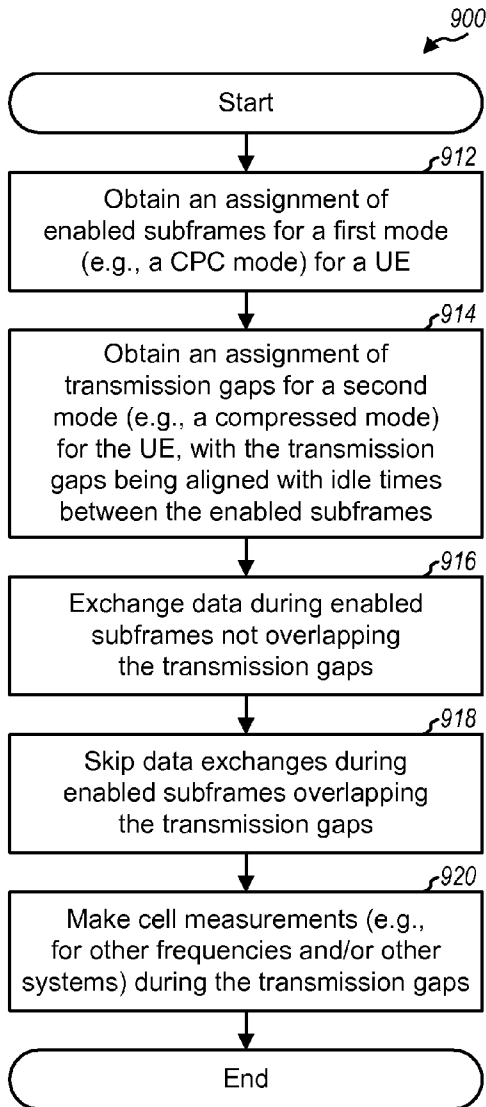 900
Start
912
Obtain an assignment of
enabled subframes for a first mode
(e.g., a CPC mode) for a UE
914
Obtain an assignment of
transmission gaps for a second
mode (e.g., a compressed mode)
for the UE, with the transmission
gaps being aligned with idle times
between the enabled subframes
916
Exchange data during enabled
subframes not overlapping
the transmission gaps
918
Skip data exchanges during
enabled subframes overlapping
the transmission gaps
920
Make cell measurements (e.g.,
for other frequencies and/or other
systems) during the transmission gaps
End